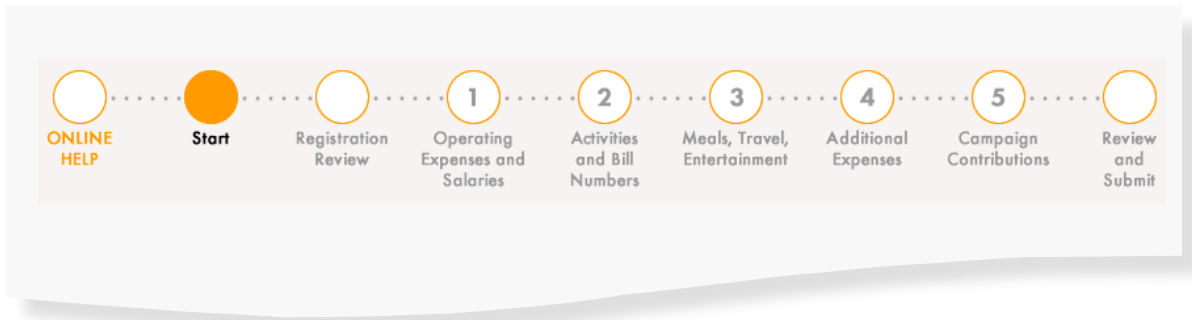 1 2 3 4 5
ONLINE HELP
Start
Registration Review
Operating Expenses and Salaries
Activities and Bill Numbers
Meals, Travel, Entertainment
Additional Expenses
Campaign Contributions
Review and Submit